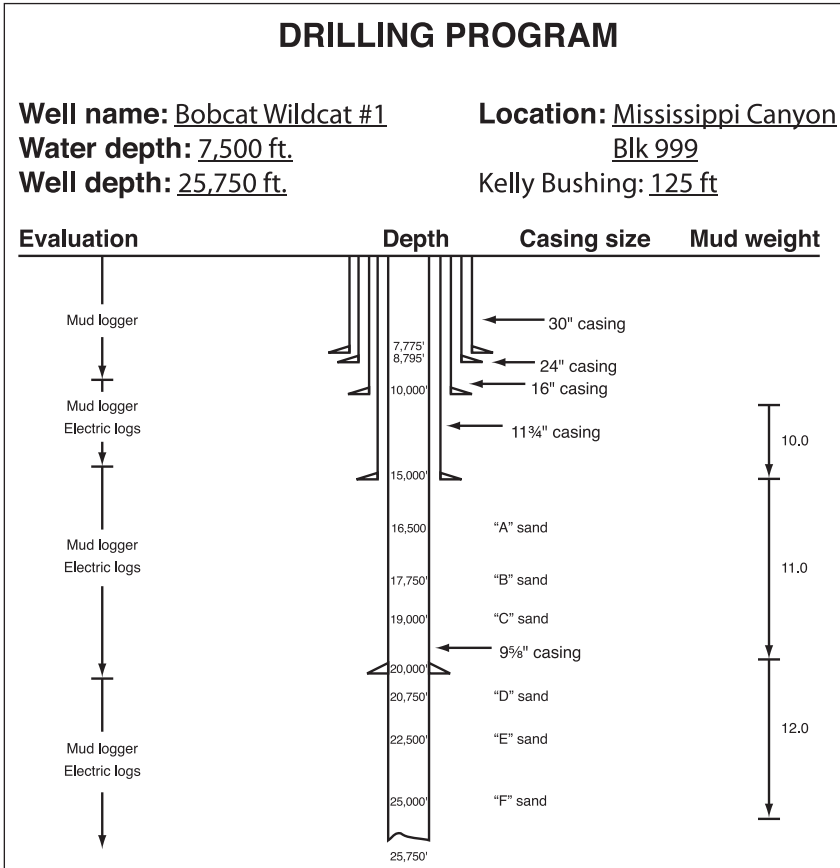 DRILLING PROGRAM
Well name: Bobcat Wildcat #1
Location: Mississippi Canyon
Water depth: 7,500 ft.
Blk 999
Well depth: 25,750 ft.
Kelly Bushing: 125 ft
Evaluation Depth Casing size Mud weight
Mud logger
30" casing
7,775'
8,795'
24" casing
16" casing
10,000'
Mud logger
Electric logs
11¾" casing
10.0
15,000'
16,500 "A" sand
Mud logger
Electric logs
11.0
17,750' "B" sand
19,000' "C" sand
9⅝" casing
20,000'
20,750' "D" sand
12.0
22,500' "E" sand
Mud logger
Electric logs
25,000' "F" sand
25,750'